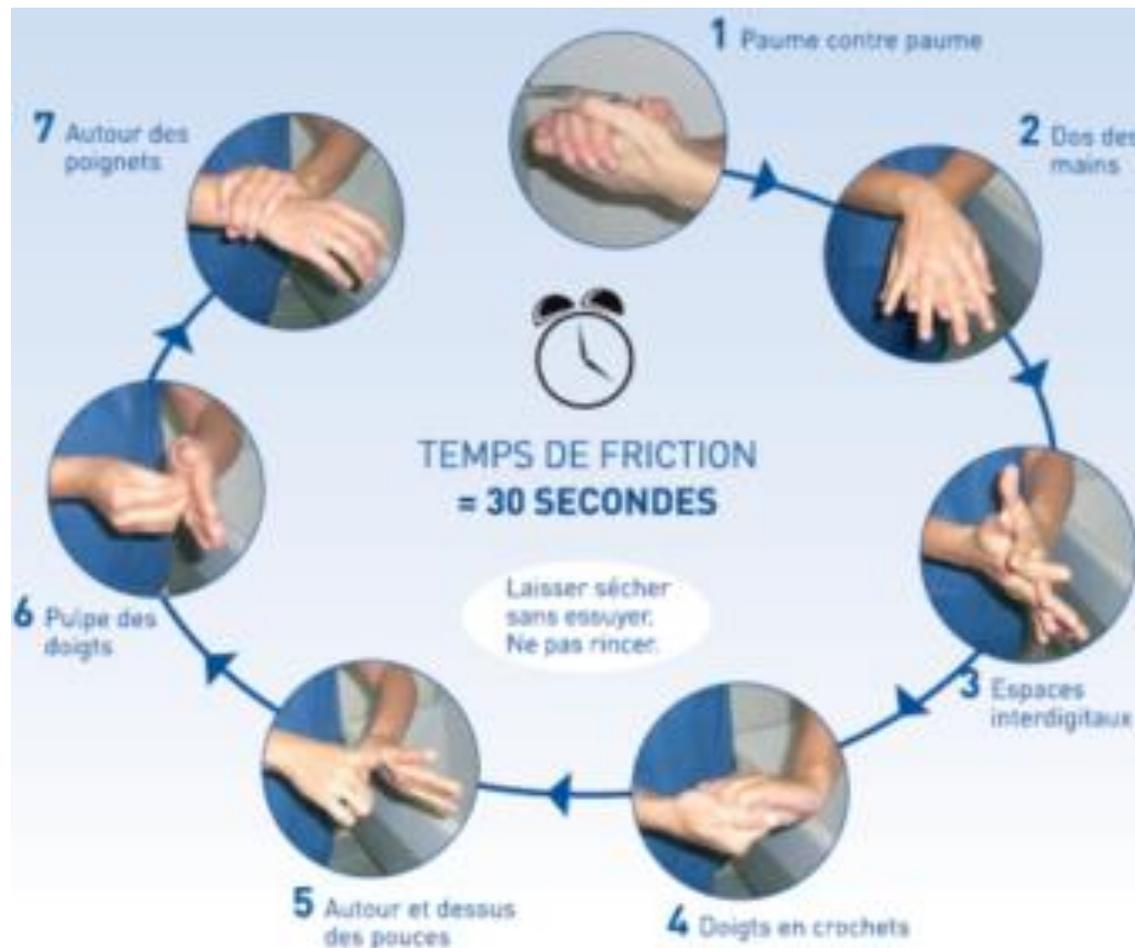 1 Paume contre paume
2 Dos des
mains
3 Espaces
interdigitaux
4 Doigts en crochets
5 Autour et dessus
des pouces
6 Pulpe des
doigts
7 Autour des
poignets
TEMPS DE FRICTION
= 30 SECONDES
Laisser sécher
sans essuyer.
Ne pas rincer.